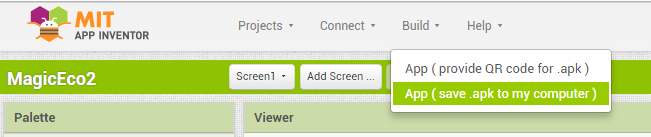 MIT
APP INVENTOR
Projects Connect Build Help
MagicEco2 Screen1 Add Screen ...
App ( provide QR code for .apk )
App ( save .apk to my computer )
Palette Viewer